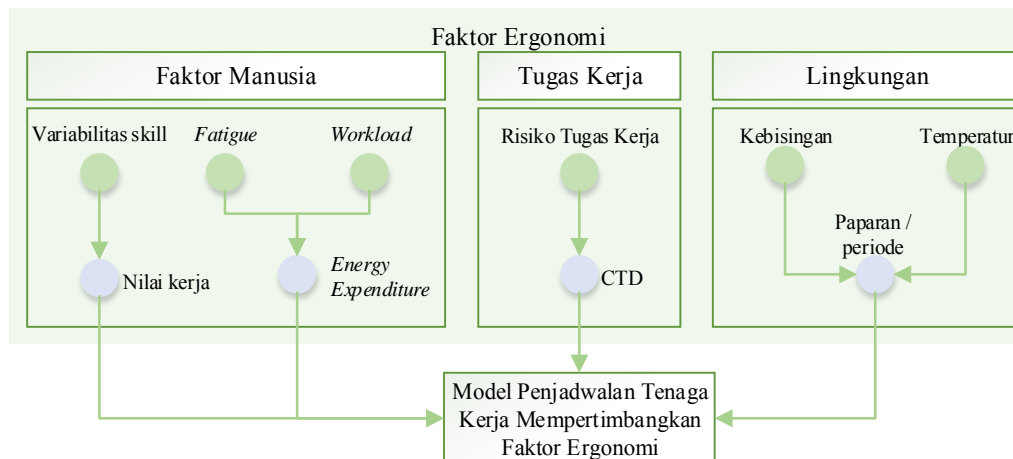 Faktor Ergonomi
Faktor Manusia
Tugas Kerja
Lingkungan
Variabilitas skill
Fatigue
Workload
Risiko Tugas Kerja
Kebisingan
Temperatur
Nilai kerja
Energy
Expenditure
CTD
Paparan /
periode
Model Penjadwalan Tenaga
Kerja Mempertimbangkan
Faktor Ergonomi